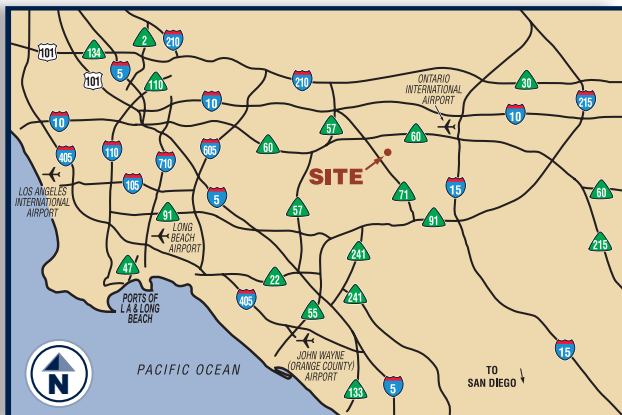 2
210
101
134
5
101
110
210
ONTARIO
INTERNATIONAL
AIRPORT
30
215
10
10
10
57
60
60
405
110
710
605
SITE
LOS ANGELES
INTERNATIONAL
AIRPORT
105
5
71
15
60
91
57
91
LONG
BEACH
AIRPORT
215
241
47
22
PORTS OF
L A & LONG
BEACH
405
241
55
JOHN WAYNE
(ORANGE COUNTY)
AIRPORT
15
PACIFIC OCEAN
TO
SAN DIEGO
N
133
5